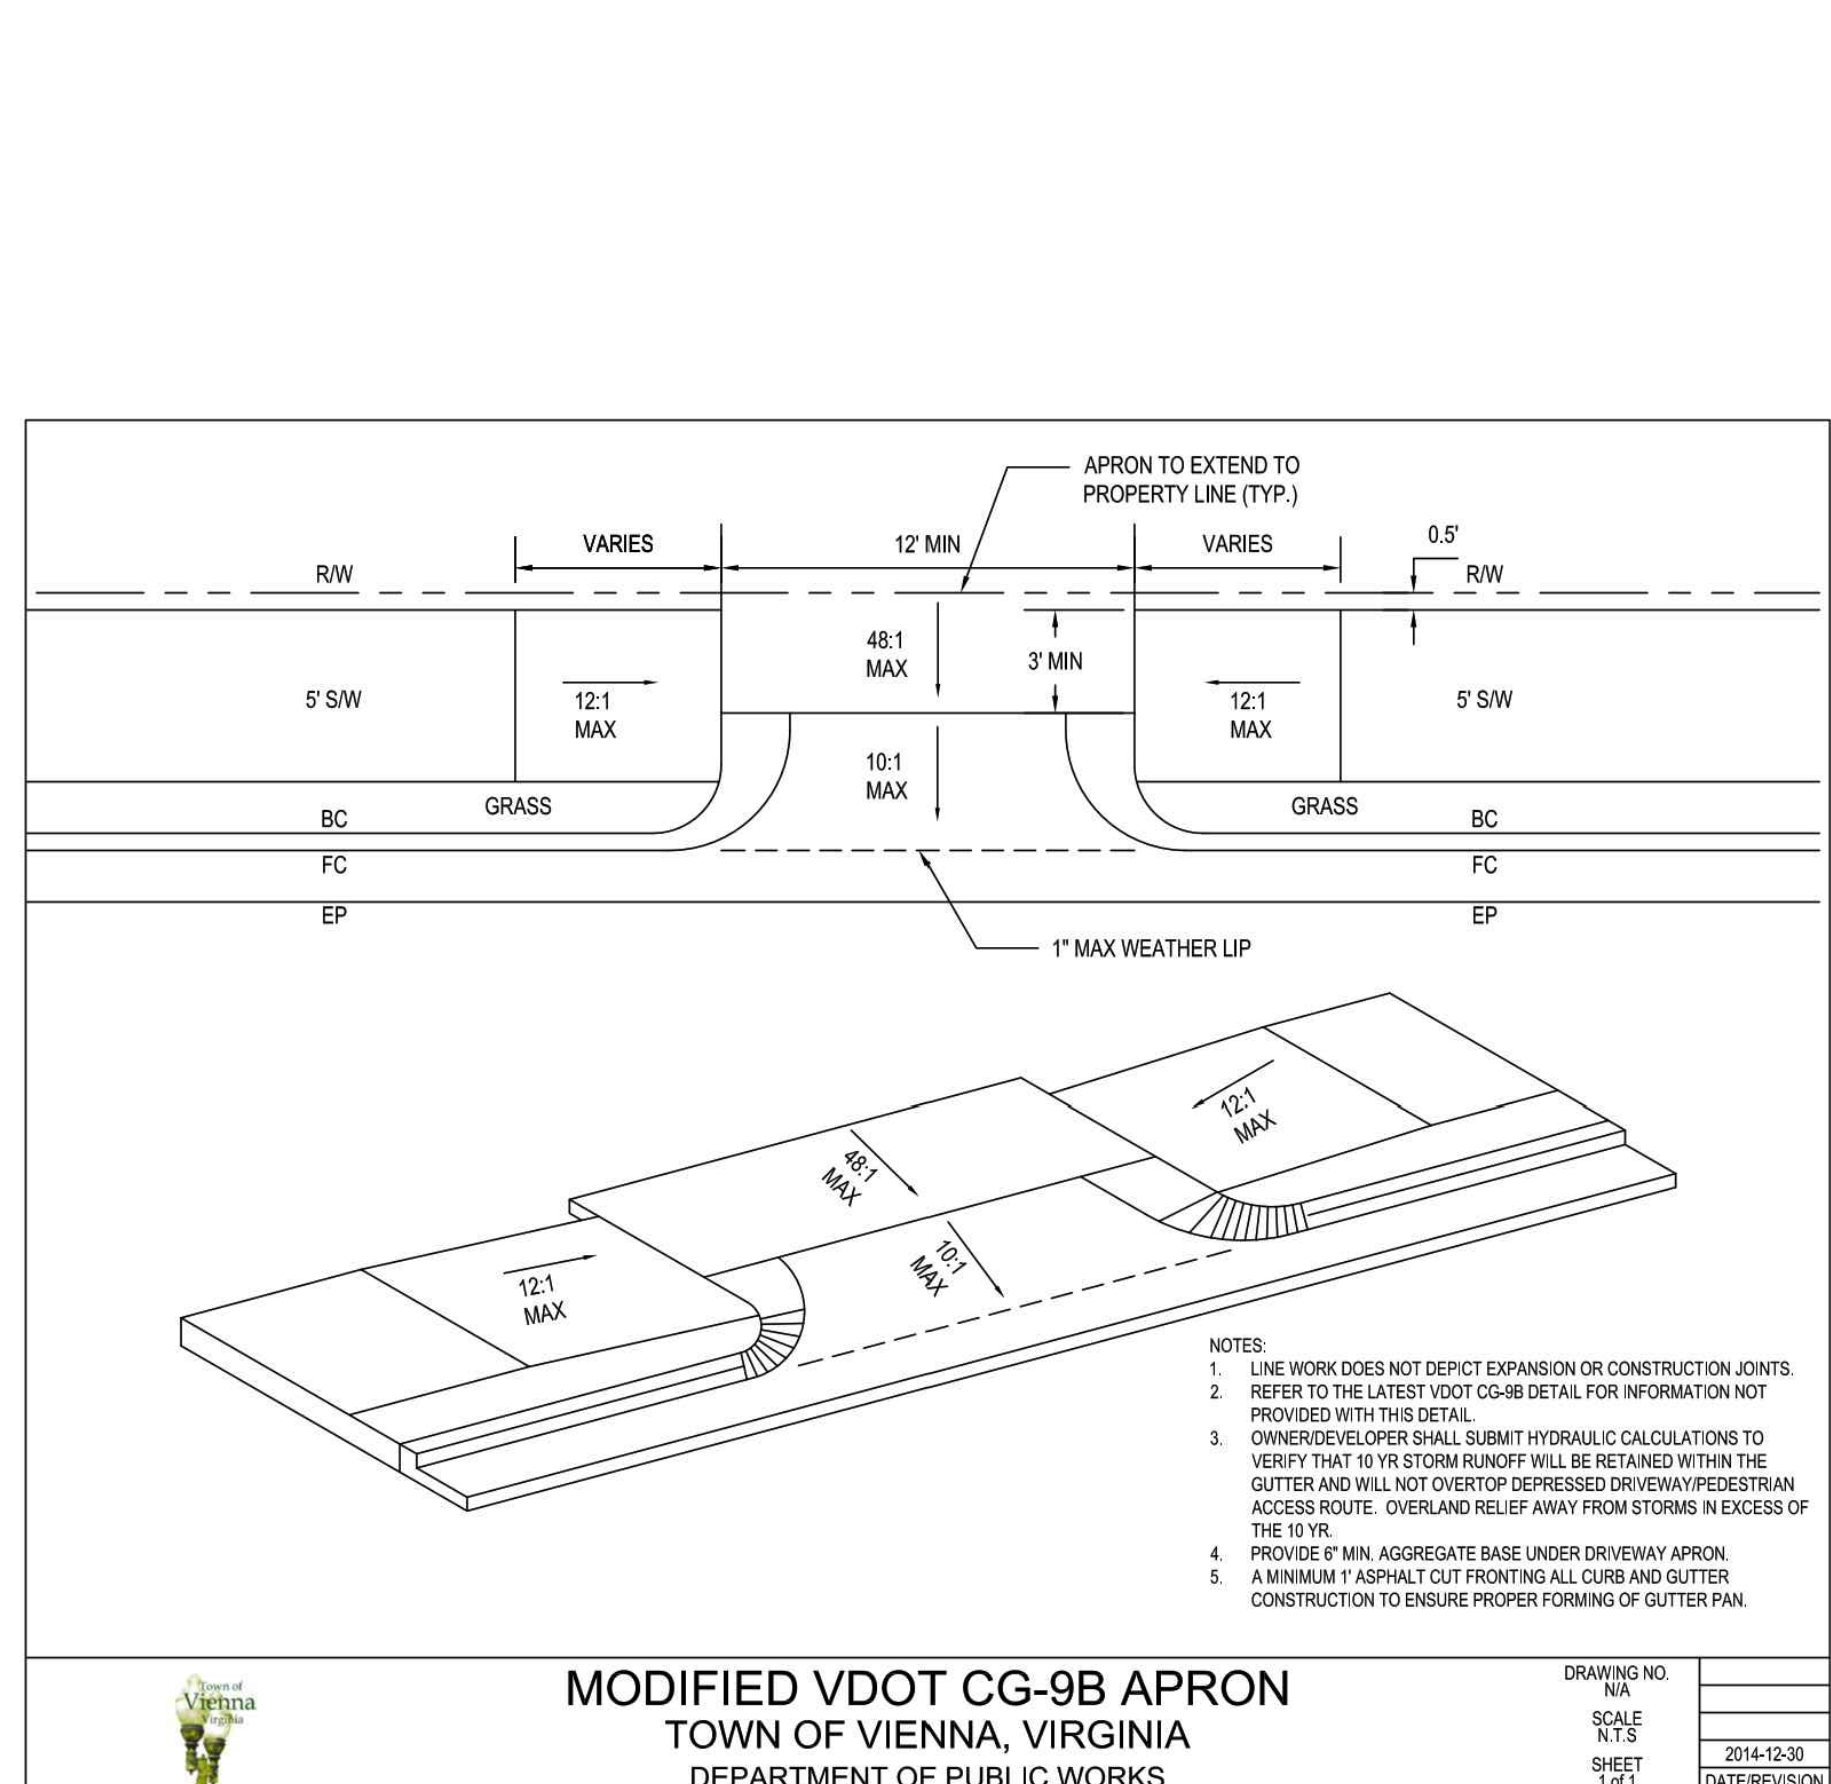 APRON TO EXTEND TO
PROPERTY LINE (TYP.)
VARIES
12' MIN
VARIES
0.5'
R/W
R/W
48:1
MAX
3' MIN
5' S/W
12:1
MAX
12:1
MAX
5' S/W
10:1
MAX
GRASS
GRASS
BC
BC
FC
FC
EP
EP
1" MAX WEATHER LIP
12:1
MAX
48:1
MAX
10:1
MAX
12:1
MAX
NOTES:
1. LINE WORK DOES NOT DEPICT EXPANSION OR CONSTRUCTION JOINTS.
2. REFER TO THE LATEST VDOT CG-9B DETAIL FOR INFORMATION NOT
PROVIDED WITH THIS DETAIL.
3. OWNER/DEVELOPER SHALL SUBMIT HYDRAULIC CALCULATIONS TO
VERIFY THAT 10 YR STORM RUNOFF WILL BE RETAINED WITHIN THE
GUTTER AND WILL NOT OVERTOP DEPRESSED DRIVEWAY/PEDESTRIAN
ACCESS ROUTE. OVERLAND RELIEF AWAY FROM STORMS IN EXCESS OF
THE 10 YR.
4. PROVIDE 6" MIN. AGGREGATE BASE UNDER DRIVEWAY APRON.
5. A MINIMUM 1' ASPHALT CUT FRONTING ALL CURB AND GUTTER
CONSTRUCTION TO ENSURE PROPER FORMING OF GUTTER PAN.
Town of
Vienna
Virginia
MODIFIED VDOT CG-9B APRON
TOWN OF VIENNA, VIRGINIA
DEPARTMENT OF PUBLIC WORKS
DRAWING NO.
N/A
SCALE
N.T.S
SHEET
1 of 1
2014-12-30
DATE/REVISION